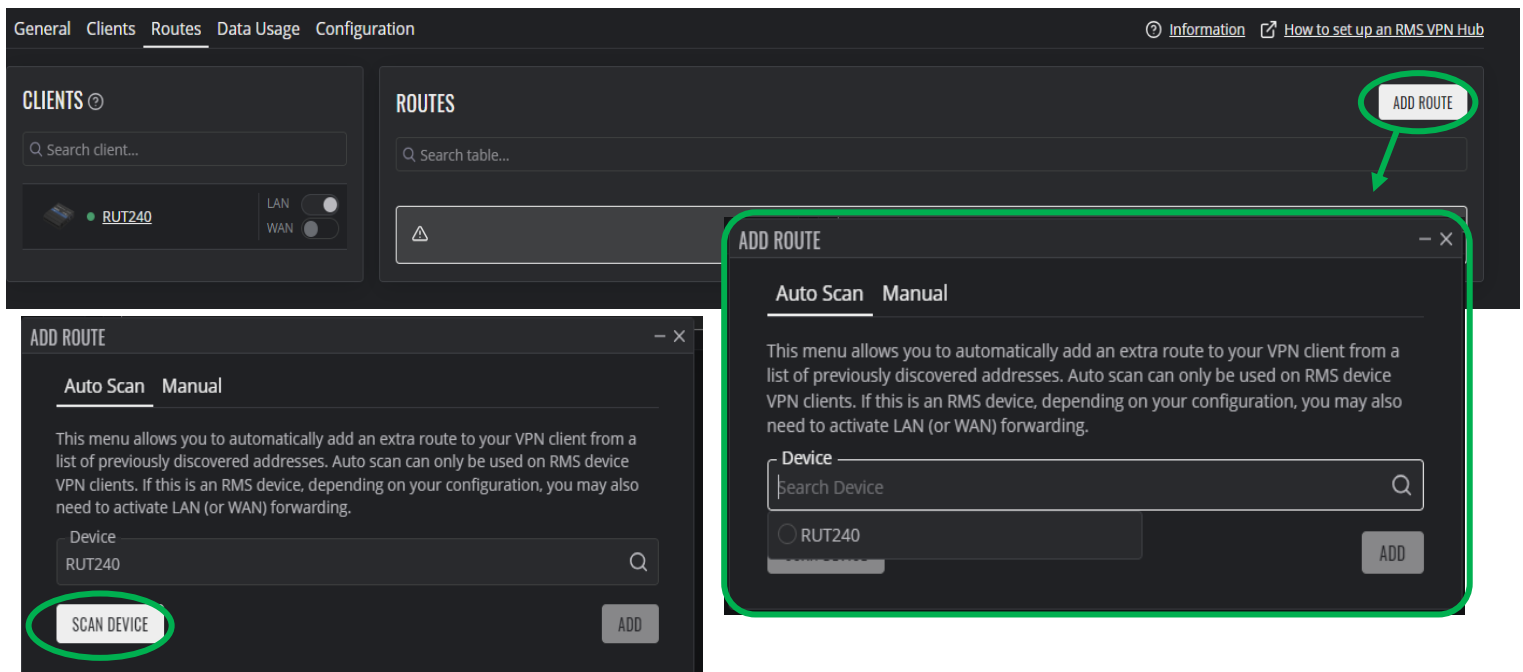 General Clients Routes Data Usage Configuration
Information How to set up an RMS VPN Hub
CLIENTS
Search client...
RUT240
LAN
WAN
ROUTES
ADD ROUTE
Search table...
ADD ROUTE
Auto Scan Manual
This menu allows you to automatically add an extra route to your VPN client from a
list of previously discovered addresses. Auto scan can only be used on RMS device
VPN clients. If this is an RMS device, depending on your configuration, you may also
need to activate LAN (or WAN) forwarding.
Device
Search Device
RUT240
ADD
ADD ROUTE
Auto Scan Manual
This menu allows you to automatically add an extra route to your VPN client from a
list of previously discovered addresses. Auto scan can only be used on RMS device
VPN clients. If this is an RMS device, depending on your configuration, you may also
need to activate LAN (or WAN) forwarding.
Device
RUT240
SCAN DEVICE
ADD